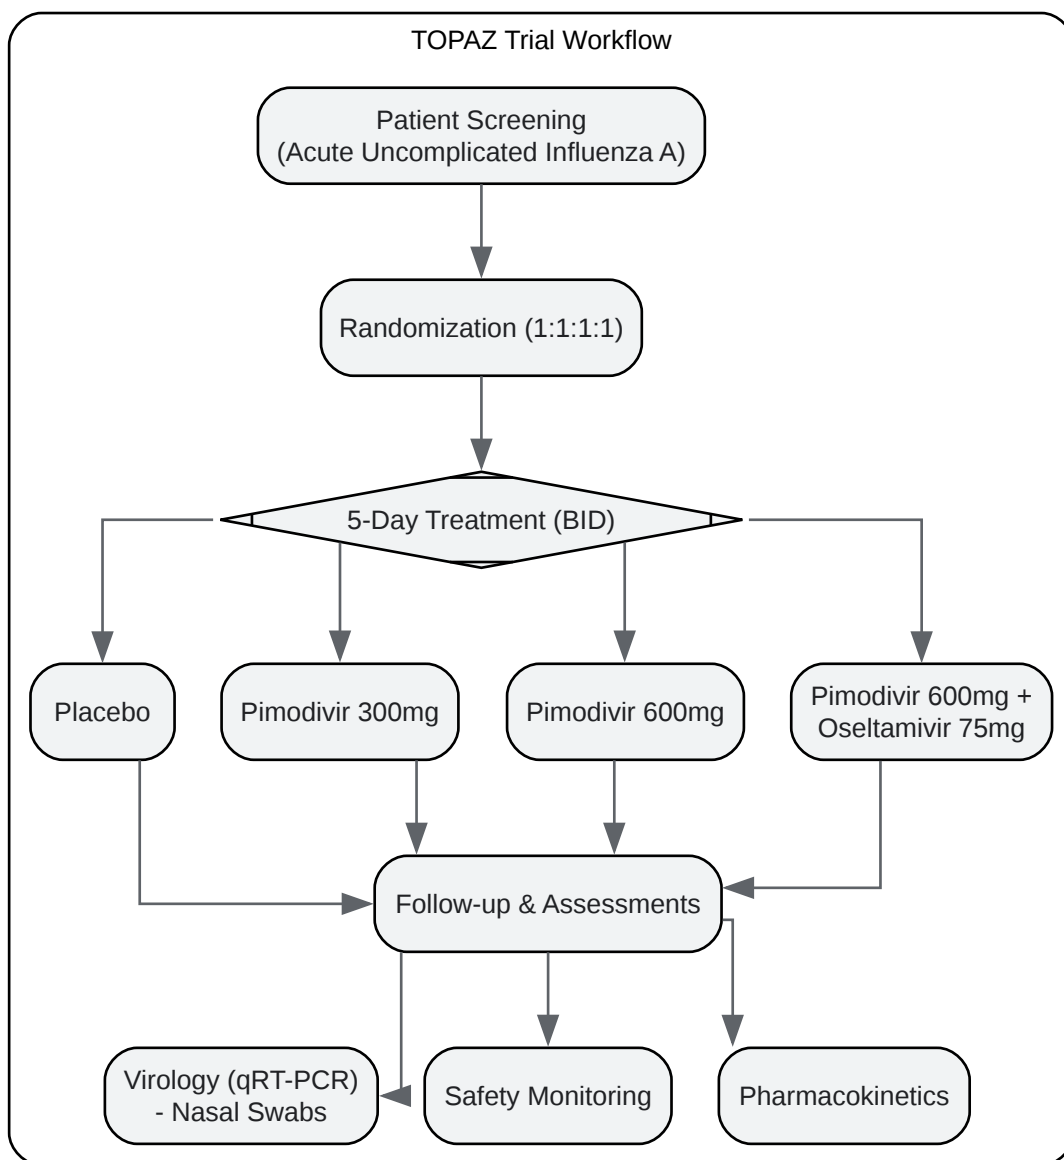 TOPAZ Trial Workflow
Patient Screening
(Acute Uncomplicated Influenza A)
Randomization (1:1:1:1)
5-Day Treatment (BID)
Placebo
Pimodivir 300mg
Pimodivir 600mg
Pimodivir 600mg +
Oseltamivir 75mg
Follow-up & Assessments
Virology (qRT-PCR)
- Nasal Swabs
Safety Monitoring
Pharmacokinetics